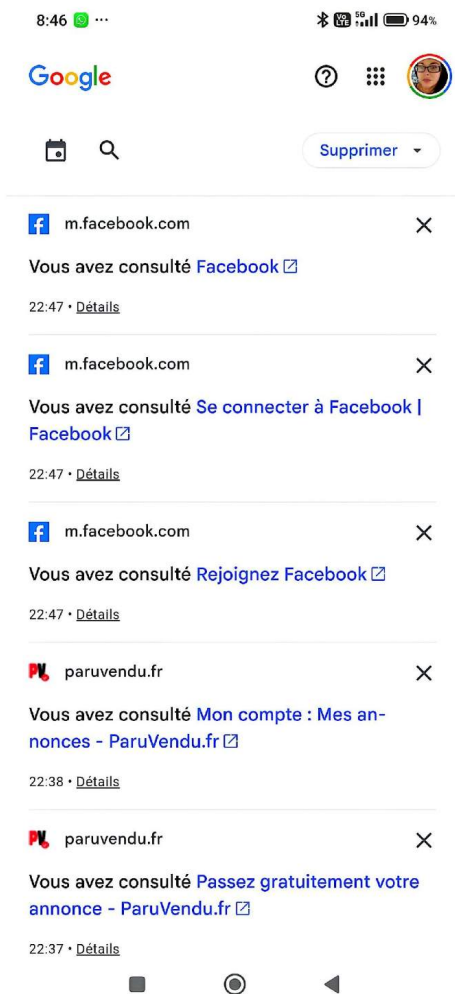 8:46 ...
5G 94%
Google
Supprimer
m.facebook.com
Vous avez consulté Facebook
22:47 • Détails
m.facebook.com
Vous avez consulté Se connecter à Facebook |
Facebook
22:47 • Détails
m.facebook.com
Vous avez consulté Rejoignez Facebook
22:47 • Détails
PV paruvendu.fr
Vous avez consulté Mon compte : Mes an-
nonces - ParuVendu.fr
22:38 • Détails
PV paruvendu.fr
Vous avez consulté Passez gratuitement votre
annonce - ParuVendu.fr
22:37 • Détails